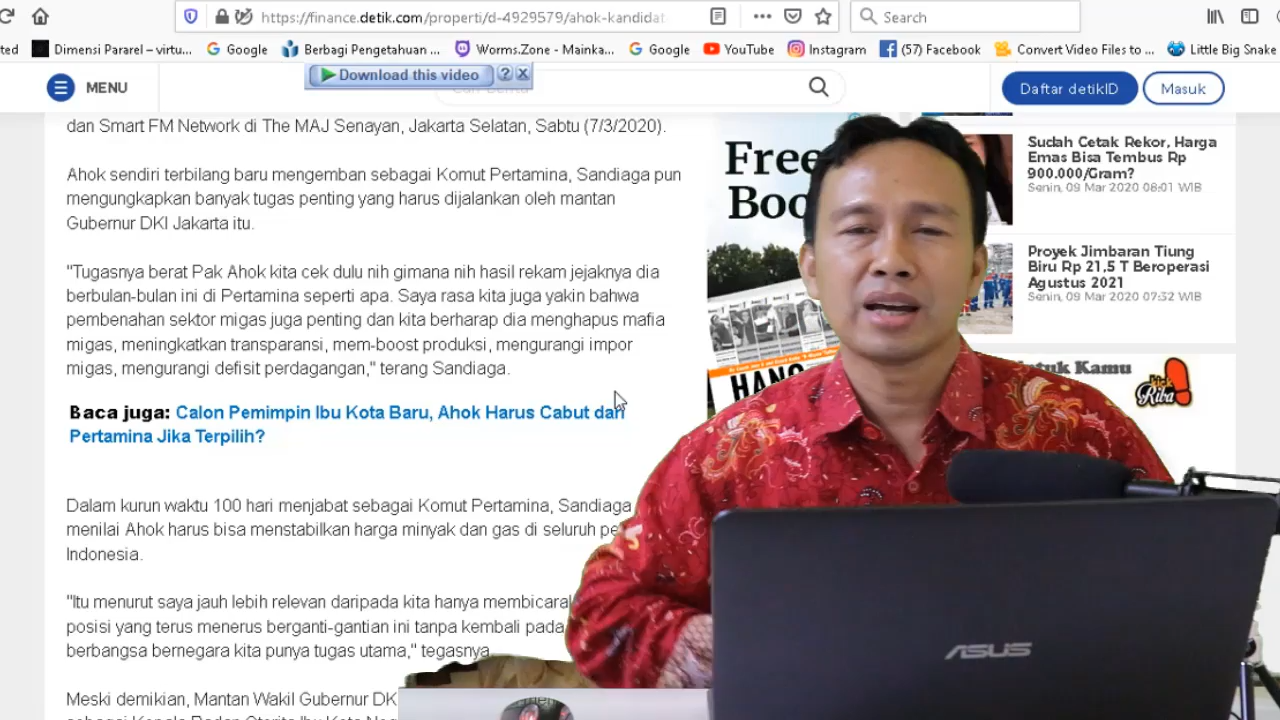 https://finance.detik.com/properti/d-4929579/ahok-kandidat
Search
ted
Dimensi Pararel – virtu...
Google
Berbagi Pengetahuan ...
Worms.Zone - Mainka...
Google
YouTube
Instagram
(57) Facebook
Convert Video Files to ...
Little Big Snake
Download this video
?
X
MENU
Daftar detikID
Masuk
dan Smart FM Network di The MAJ Senayan, Jakarta Selatan, Sabtu (7/3/2020).
Ahok sendiri terbilang baru mengemban sebagai Komut Pertamina, Sandiaga pun
mengungkapkan banyak tugas penting yang harus dijalankan oleh mantan
Gubernur DKI Jakarta itu.
"Tugasnya berat Pak Ahok kita cek dulu nih gimana nih hasil rekam jejaknya dia
berbulan-bulan ini di Pertamina seperti apa. Saya rasa kita juga yakin bahwa
pembenahan sektor migas juga penting dan kita berharap dia menghapus mafia
migas, meningkatkan transparansi, mem-boost produksi, mengurangi impor
migas, mengurangi defisit perdagangan," terang Sandiaga.
Baca juga: Calon Pemimpin Ibu Kota Baru, Ahok Harus Cabut dari
Pertamina Jika Terpilih?
Dalam kurun waktu 100 hari menjabat sebagai Komut Pertamina, Sandiaga
menilai Ahok harus bisa menstabilkan harga minyak dan gas di seluruh pe
Indonesia.
"Itu menurut saya jauh lebih relevan daripada kita hanya membicaral
posisi yang terus menerus berganti-gantian ini tanpa kembali pada
berbangsa bernegara kita punya tugas utama," tegasnya
Meski demikian, Mantan Wakil Gubernur DK
Free
Boo
HANG
Sudah Cetak Rekor, Harga
Emas Bisa Tembus Rp
900.000/Gram?
Senin, 09 Mar 2020 08:01 WIB
Proyek Jimbaran Tiung
Biru Rp 21,5 T Beroperasi
Agustus 2021
Senin, 09 Mar 2020 07:32 WIB
ntuk Kamu
kick
Riba
ASUS